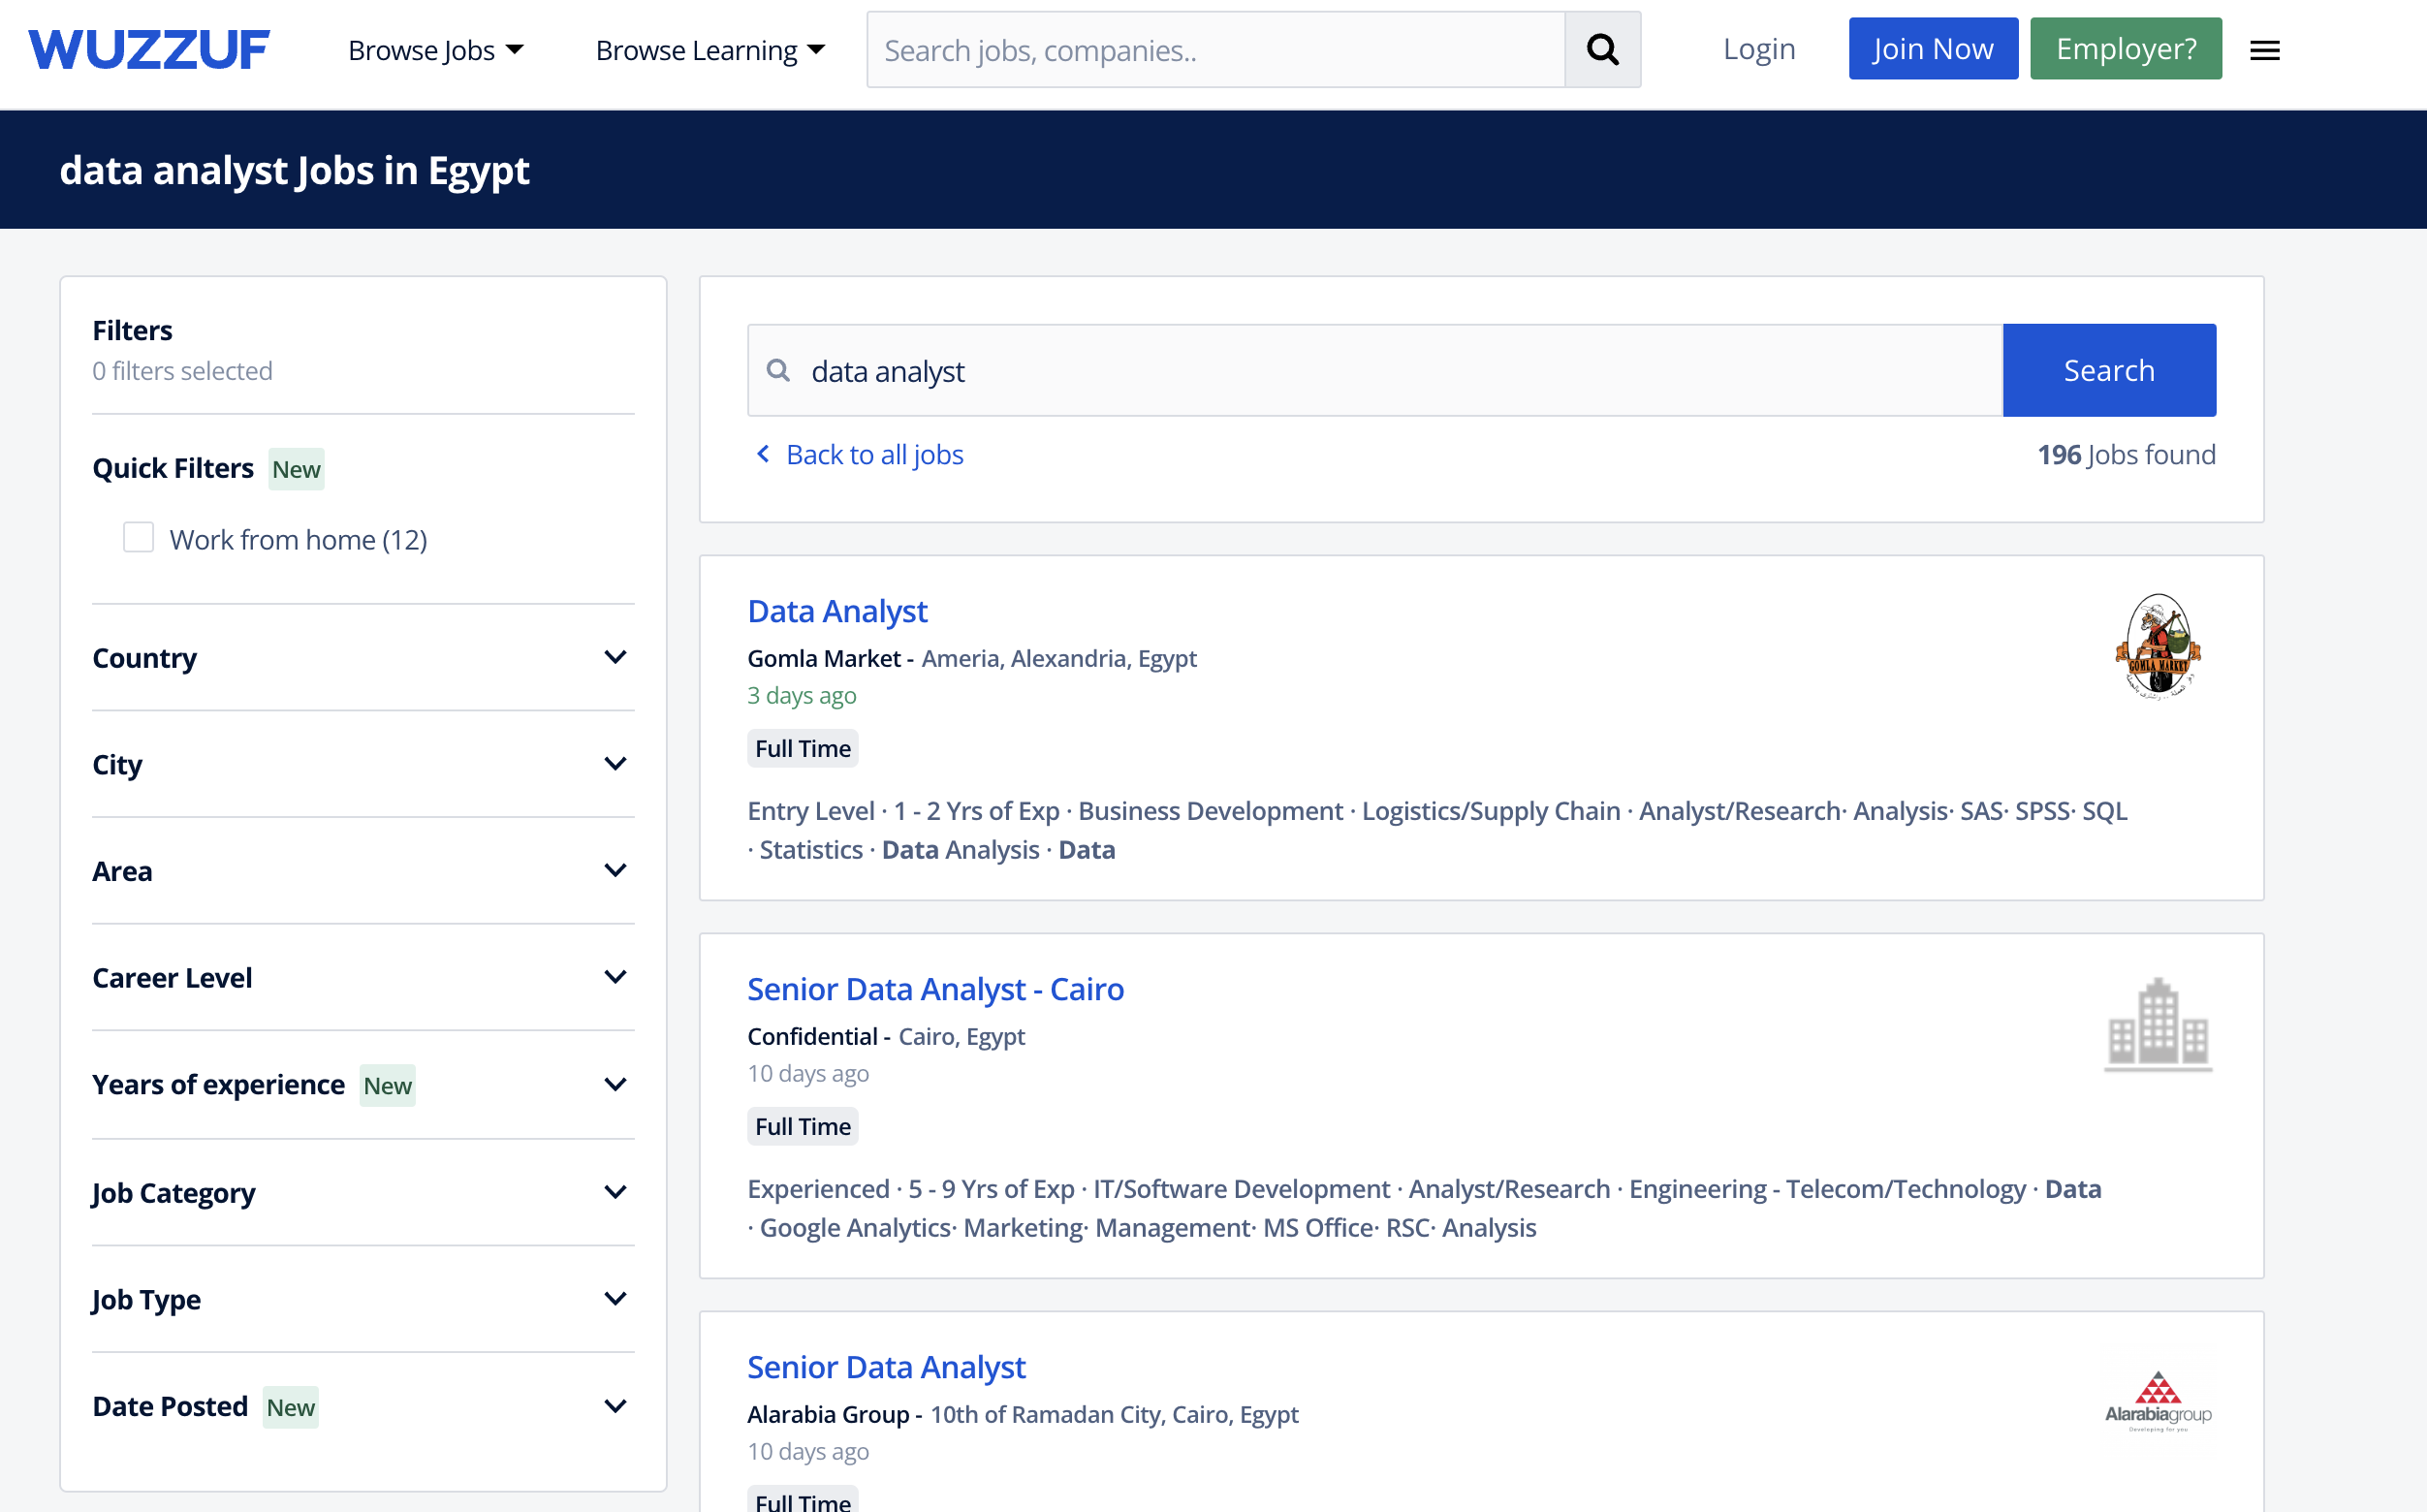 WUZZUF
Browse Jobs
Browse Learning
Search jobs, companies..
Login
Join Now
Employer?
data analyst Jobs in Egypt
Filters
0 filters selected
Quick Filters New
Work from home (12)
Country
City
Area
Career Level
Years of experience New
Job Category
Job Type
Date Posted New
data analyst
Search
Back to all jobs
196 Jobs found
Data Analyst
Gomla Market - Ameria, Alexandria, Egypt
3 days ago
Full Time
Entry Level · 1 - 2 Yrs of Exp · Business Development · Logistics/Supply Chain · Analyst/Research· Analysis· SAS· SPSS· SQL
· Statistics · Data Analysis · Data
GOMLA MARKET
Senior Data Analyst - Cairo
Confidential - Cairo, Egypt
10 days ago
Full Time
Experienced · 5 - 9 Yrs of Exp · IT/Software Development · Analyst/Research · Engineering - Telecom/Technology · Data
· Google Analytics· Marketing· Management· MS Office· RSC· Analysis
Senior Data Analyst
Alarabia Group - 10th of Ramadan City, Cairo, Egypt
10 days ago
Full Time
Alarabiagroup
Developing for you